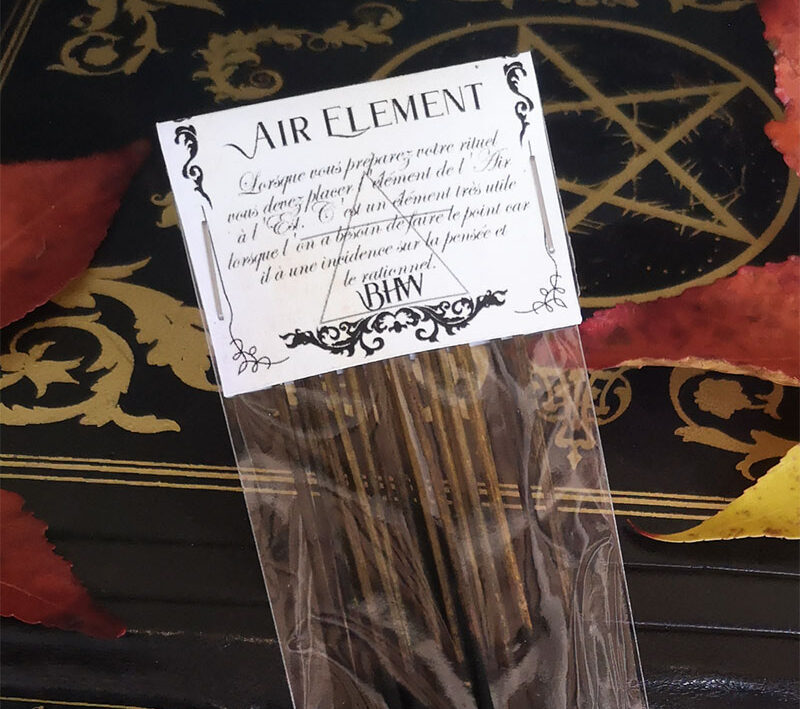 AIR ELEMENT
Lorsque vous préparez votre rituel
vous devez placer l'élément de l'Air
à l'Est. C'est un élément très utile
lorsque l'on a besoin de faire le point car
il à une incidence sur la pensée et
le rationnel.
BHW